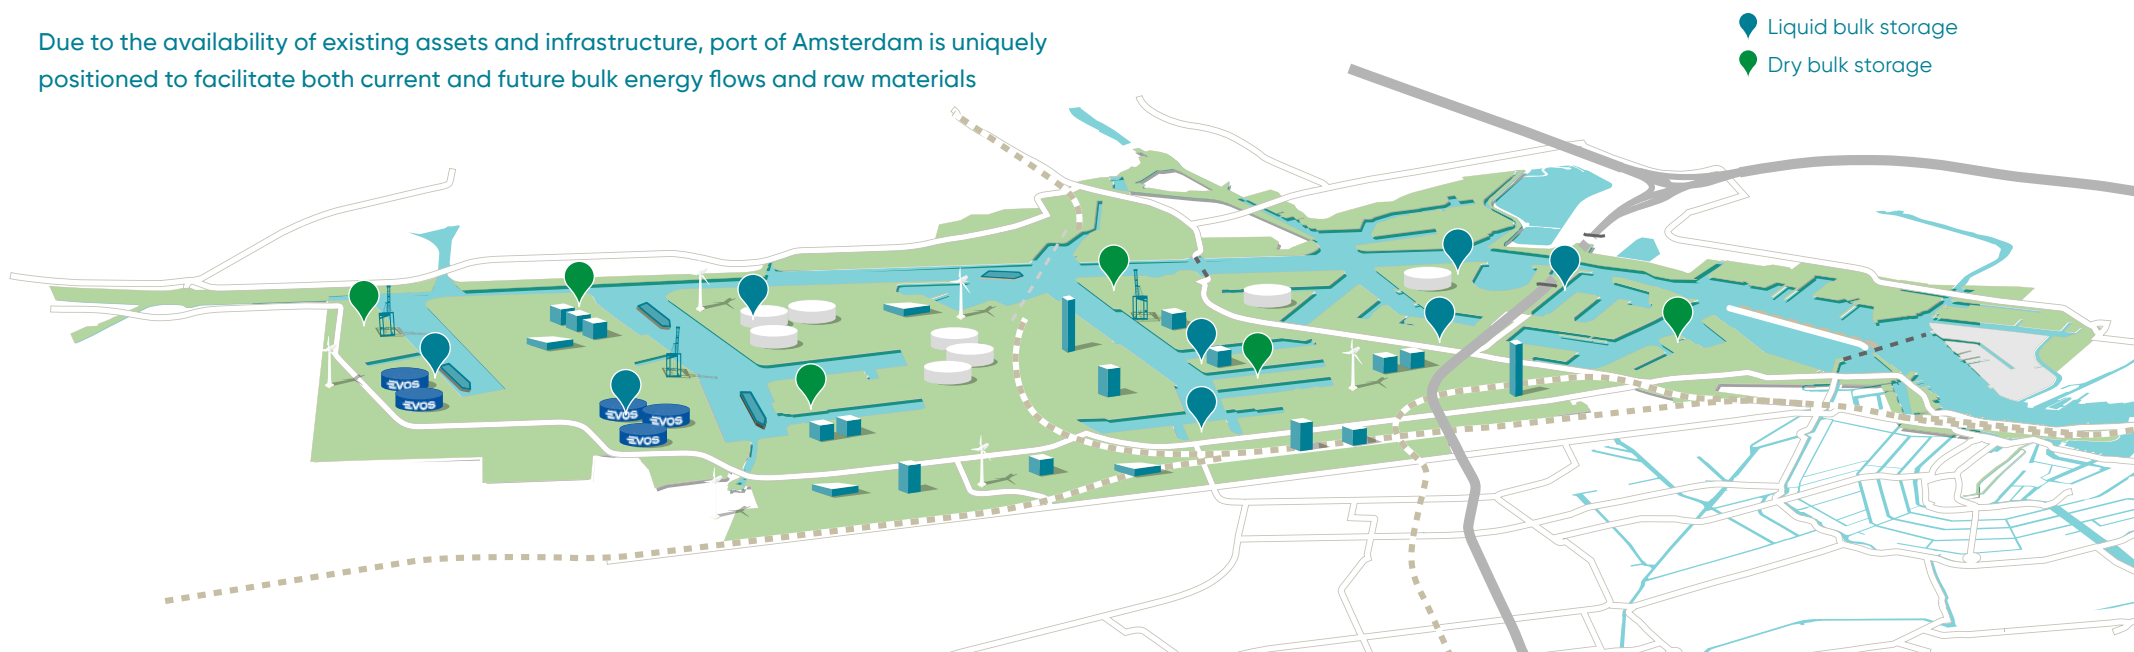 Due to the availability of existing assets and infrastructure, port of Amsterdam is uniquely
positioned to facilitate both current and future bulk energy flows and raw materials
Liquid bulk storage
Dry bulk storage
EVOS
EVOS
EVOS
EVOS
EVOS